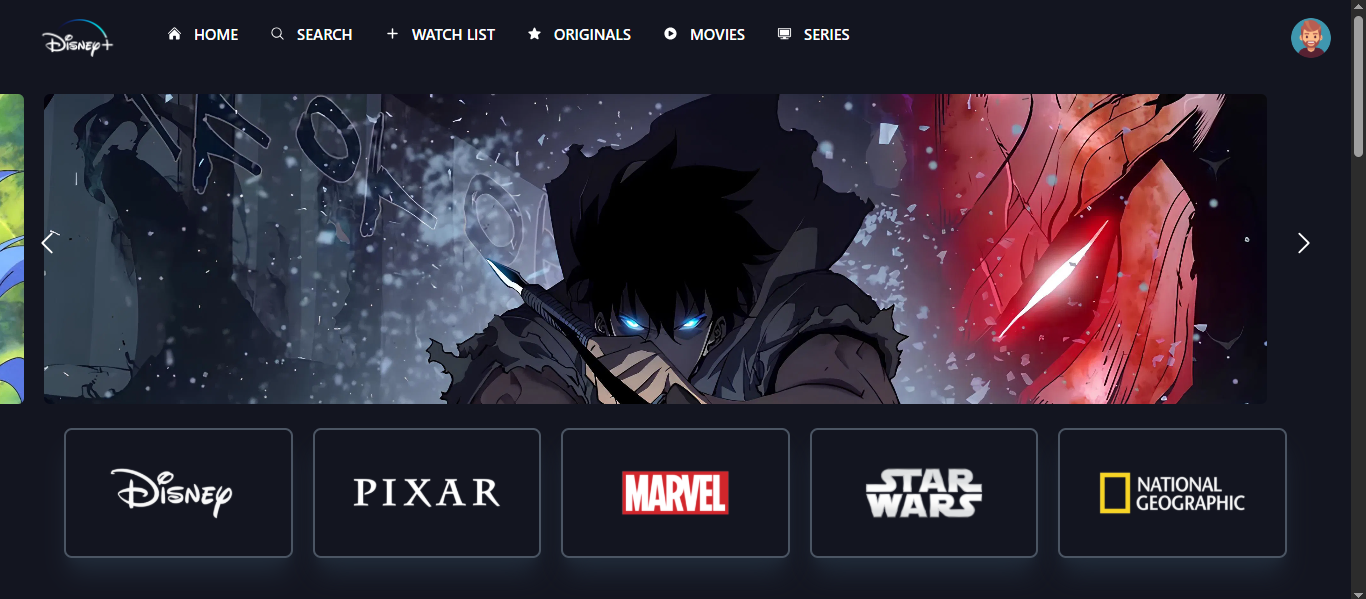 Disney+
HOME
SEARCH
WATCH LIST
ORIGINALS
MOVIES
SERIES
Disney
PIXAR
MARVEL
STAR
WARS
NATIONAL
GEOGRAPHIC